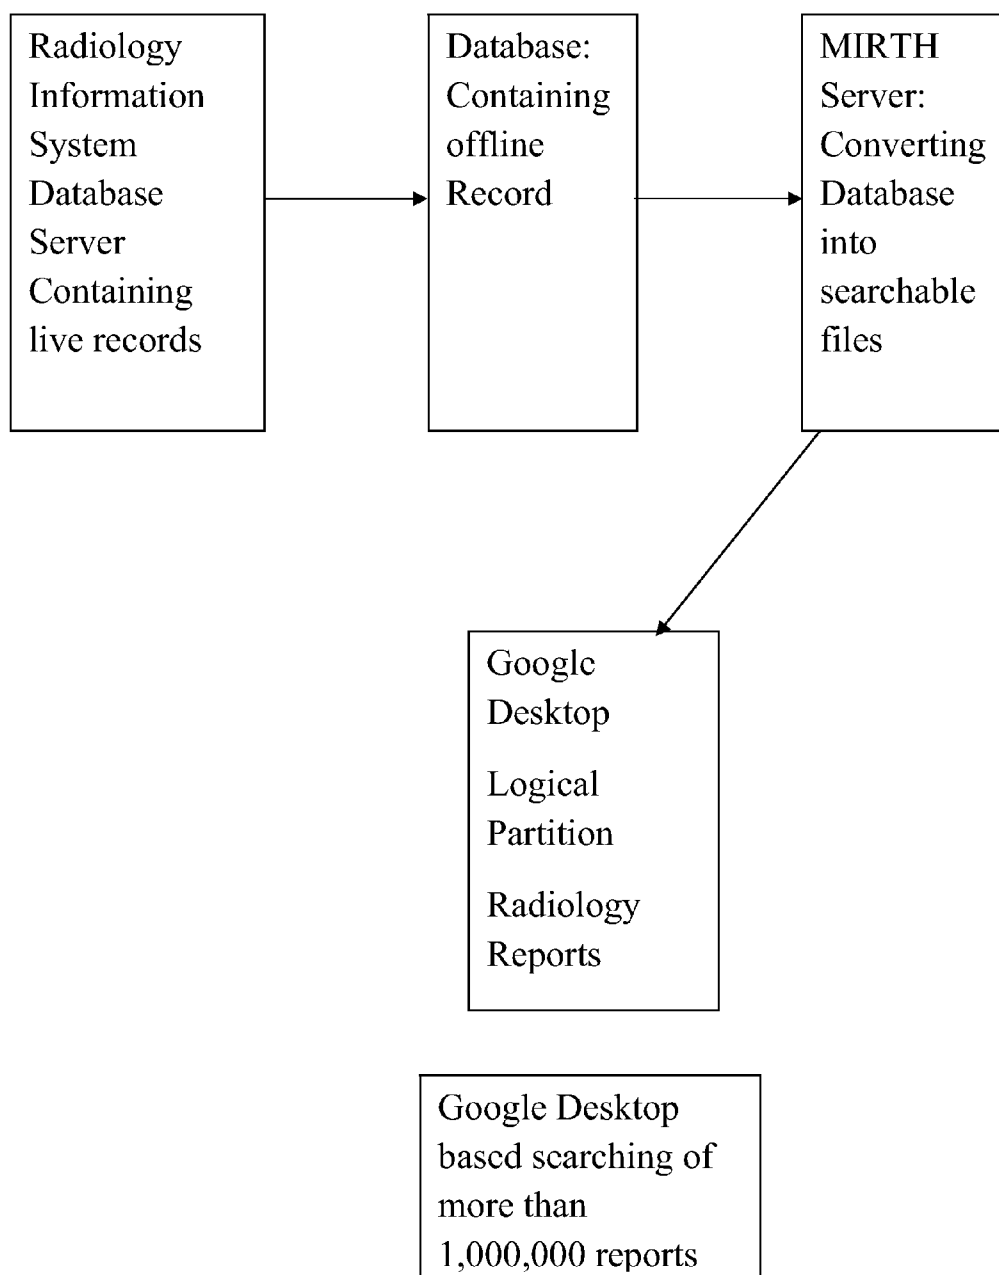 Radiology
Information
System
Database
Server
Containing
live records
Database:
Containing
offline
Record
MIRTH
Server:
Converting
Database
into
searchable
files
Google
Desktop
Logical
Partition
Radiology
Reports
Google Desktop
based searching of
more than
1,000,000 reports